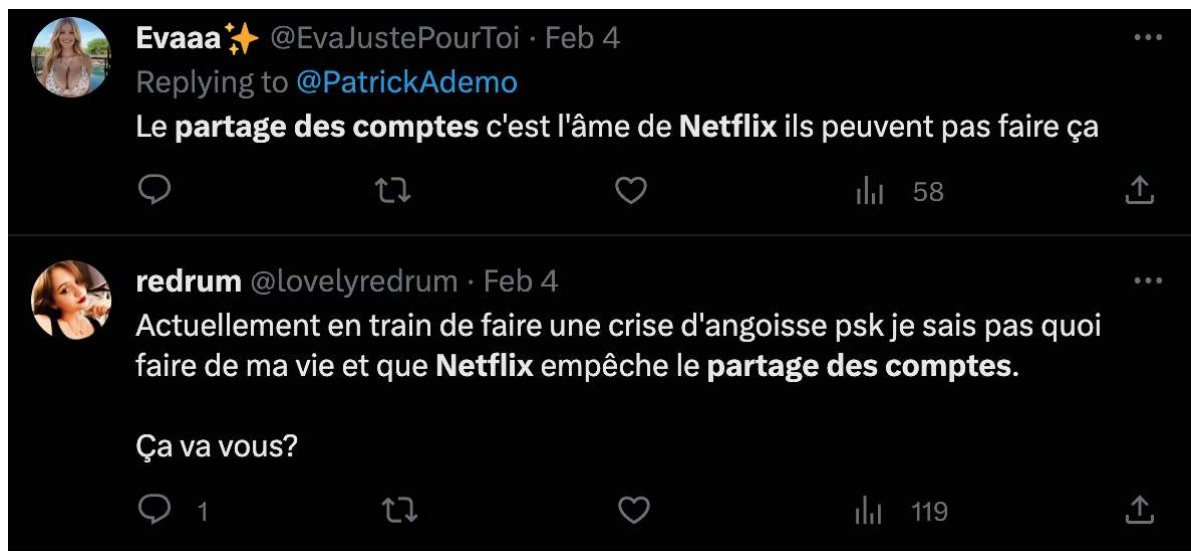 Evaaa✨ @EvaJustePourToi · Feb 4
Replying to @PatrickAdemo
Le partage des comptes c'est l'âme de Netflix ils peuvent pas faire ça
58
redrum @lovelyredrum · Feb 4
Actuellement en train de faire une crise d'angoisse psk je sais pas quoi
faire de ma vie et que Netflix empêche le partage des comptes.
Ça va vous?
1 119